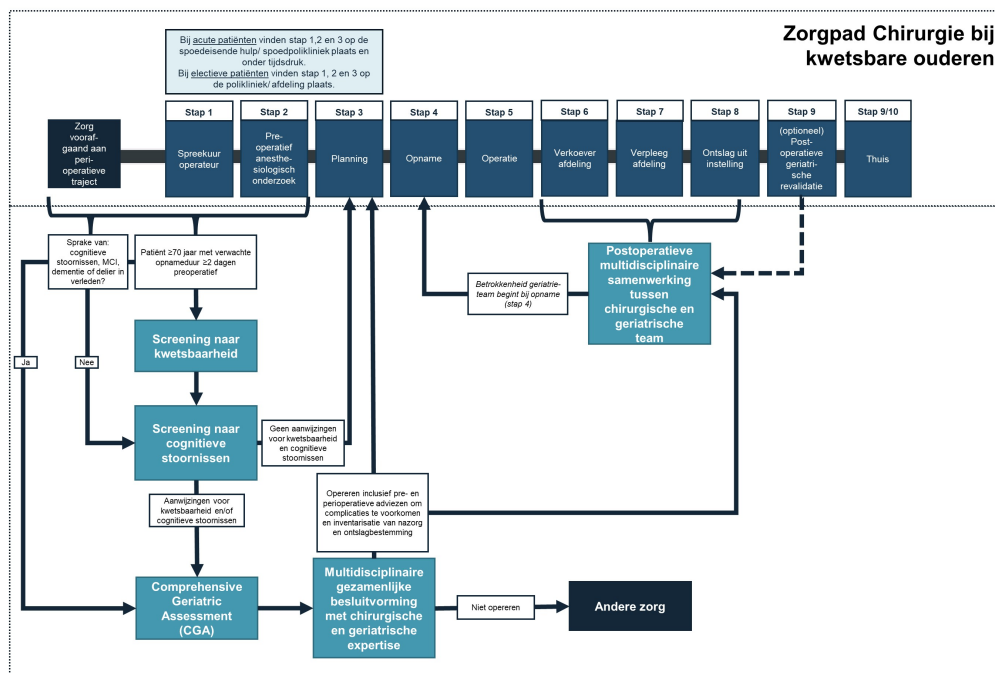 Zorgpad Chirurgie bij
kwetsbare ouderen
Bij acute patiënten vinden stap 1,2 en 3 op de
spoedeisende hulp/ spoedpolikliniek plaats en
onder tijdsdruk.
Bij electieve patiënten vinden stap 1, 2 en 3 op
de polikliniek/ afdeling plaats.
Zorg
vooraf-
gaand aan
peri-
operatieve
traject
Stap 1
Spreekuur
operateur
Stap 2
Pre-
operatief
anesthe-
siologisch
onderzoek
Stap 3
Planning
Stap 4
Opname
Stap 5
Operatie
Stap 6
Verkoever
afdeling
Stap 7
Verpleeg
afdeling
Stap 8
Ontslag uit
instelling
Stap 9
(optioneel)
Post-
operatieve
geriatri-
sche
revalidatie
Stap 9/10
Thuis
Sprake van:
cognitieve
stoornissen, MCI,
dementie of delier in
verleden?
Patiënt ≥70 jaar met verwachte
opnameduur ≥2 dagen
preoperatief
Betrokkenheid geriatrie-
team begint bij opname
(stap 4)
Postoperatieve
multidisciplinaire
samenwerking
tussen
chirurgische en
geriatrische
team
Screening naar
kwetsbaarheid
Ja
Nee
Screening naar
cognitieve
stoornissen
Geen aanwijzingen
voor kwetsbaarheid
en cognitieve
stoornissen
Aanwijzingen voor
kwetsbaarheid en/of
cognitieve stoornissen
Opereren inclusief pre- en
perioperatieve adviezen om
complicaties te voorkomen
en inventarisatie van nazorg
en ontslagbestemming
Comprehensive
Geriatric
Assessment
(CGA)
Multidisciplinaire
gezamenlijke
besluitvorming
met chirurgische
en geriatrische
expertise
Niet opereren
Andere zorg